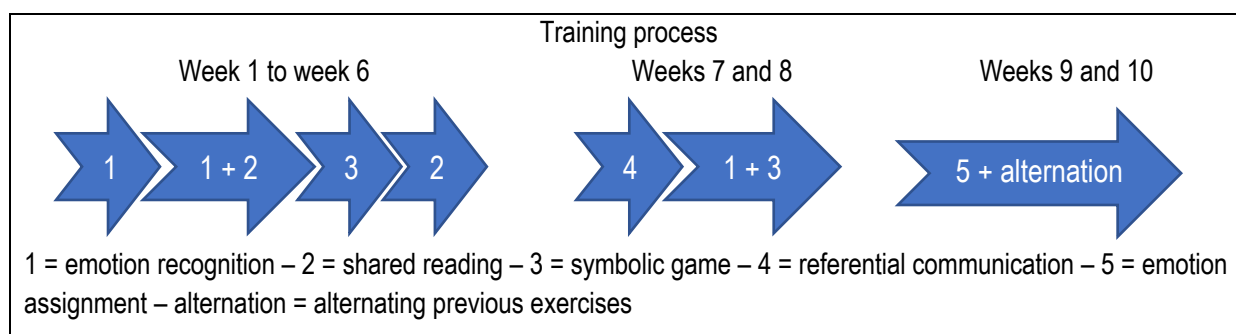 Training process
Week 1 to week 6
Weeks 7 and 8
Weeks 9 and 10
1
1 + 2
3
2
4
1 + 3
5 + alternation
1 = emotion recognition – 2 = shared reading – 3 = symbolic game – 4 = referential communication – 5 = emotion
assignment – alternation = alternating previous exercises